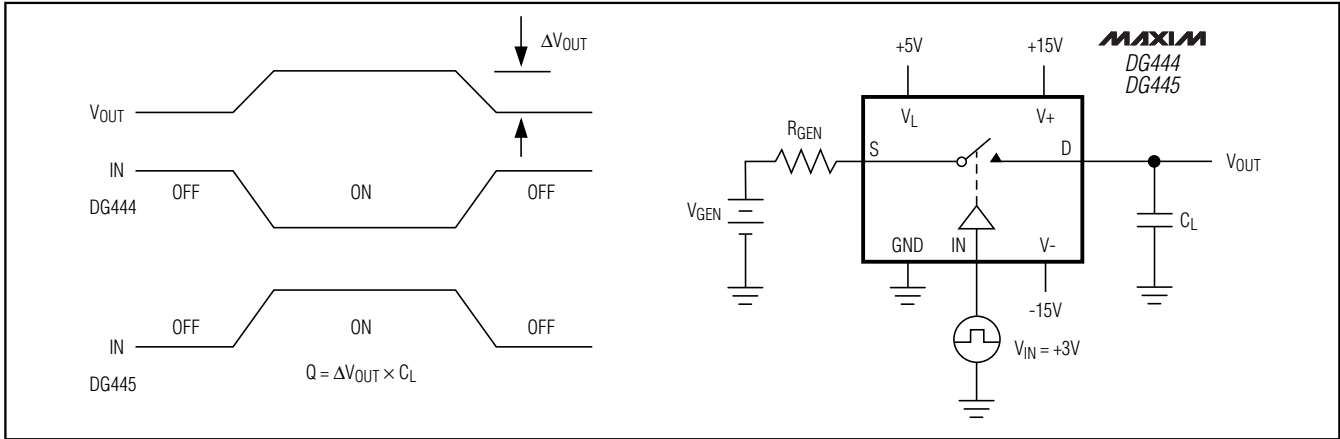 ΔVOUT
VOUT
IN
DG444
OFF
ON
OFF
IN
DG445
OFF
ON
OFF
Q = ΔVOUT × CL
MAXIM
DG444
DG445
+5V
+15V
VL
V+
RGEN
S
D
VOUT
VGEN
CL
GND
IN
V-
-15V
VIN = +3V